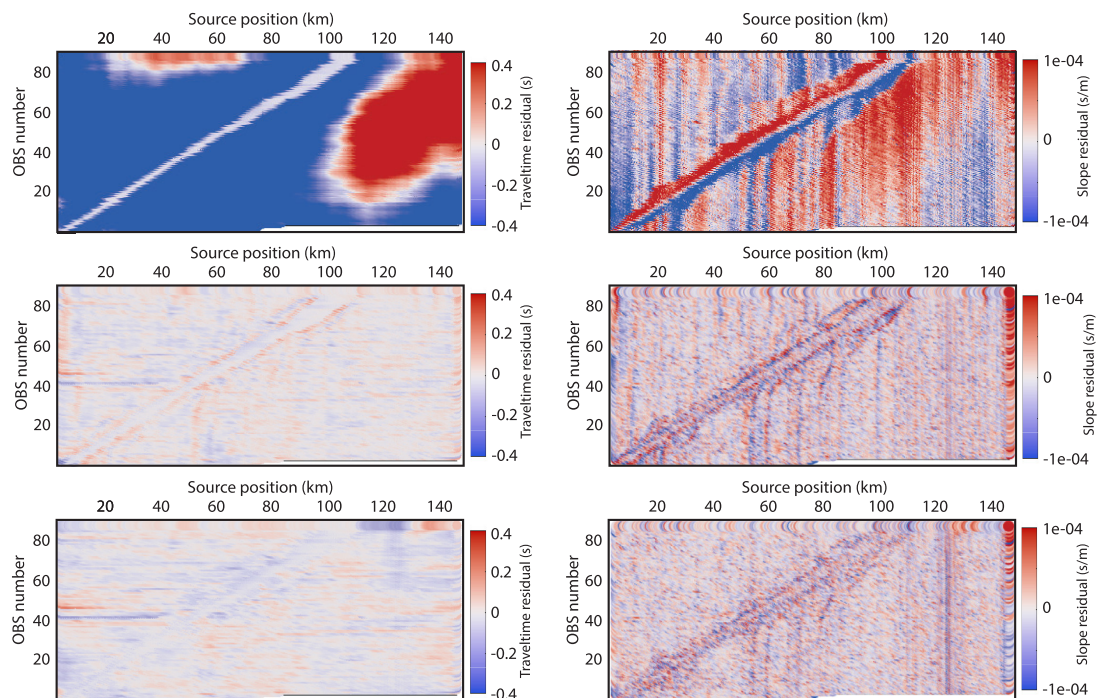 Source position (km)
20 40 60 80 100 120 140
OBS number
80
60
40
20
0.4
0.2
0
-0.2
-0.4
Traveltime residual (s)
Source position (km)
20 40 60 80 100 120 140
OBS number
80
60
40
20
1e-04
0
-1e-04
Slope residual (s/m)
Source position (km)
20 40 60 80 100 120 140
OBS number
80
60
40
20
0.4
0.2
0
-0.2
-0.4
Traveltime residual (s)
Source position (km)
20 40 60 80 100 120 140
OBS number
80
60
40
20
1e-04
0
-1e-04
Slope residual (s/m)
Source position (km)
20 40 60 80 100 120 140
OBS number
80
60
40
20
0.4
0.2
0
-0.2
-0.4
Traveltime residual (s)
Source position (km)
20 40 60 80 100 120 140
OBS number
80
60
40
20
1e-04
0
-1e-04
Slope residual (s/m)